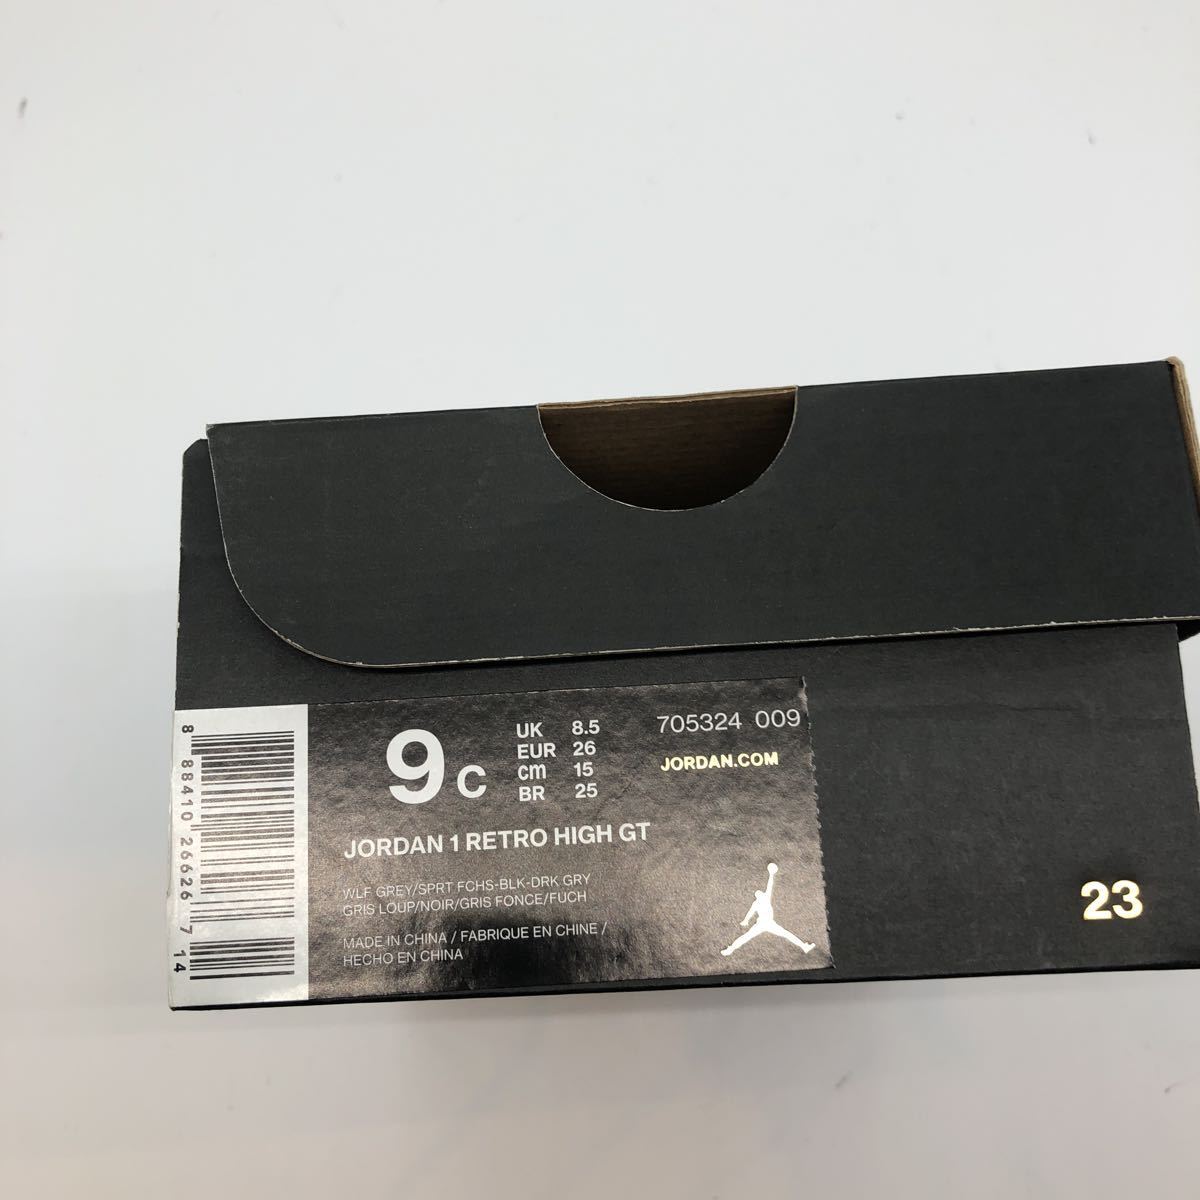 9c
UK 8.5
EUR 26
cm 15
BR 25
705324 009
JORDAN.COM
JORDAN 1 RETRO HIGH GT
WLF GREY/SPRT FCHS-BLK-DRK GRY
GRIS LOUP/NOIR/GRIS FONCE/FUCH
MADE IN CHINA / FABRIQUE EN CHINE /
HECHO EN CHINA
8 88410 26626 7 14
23